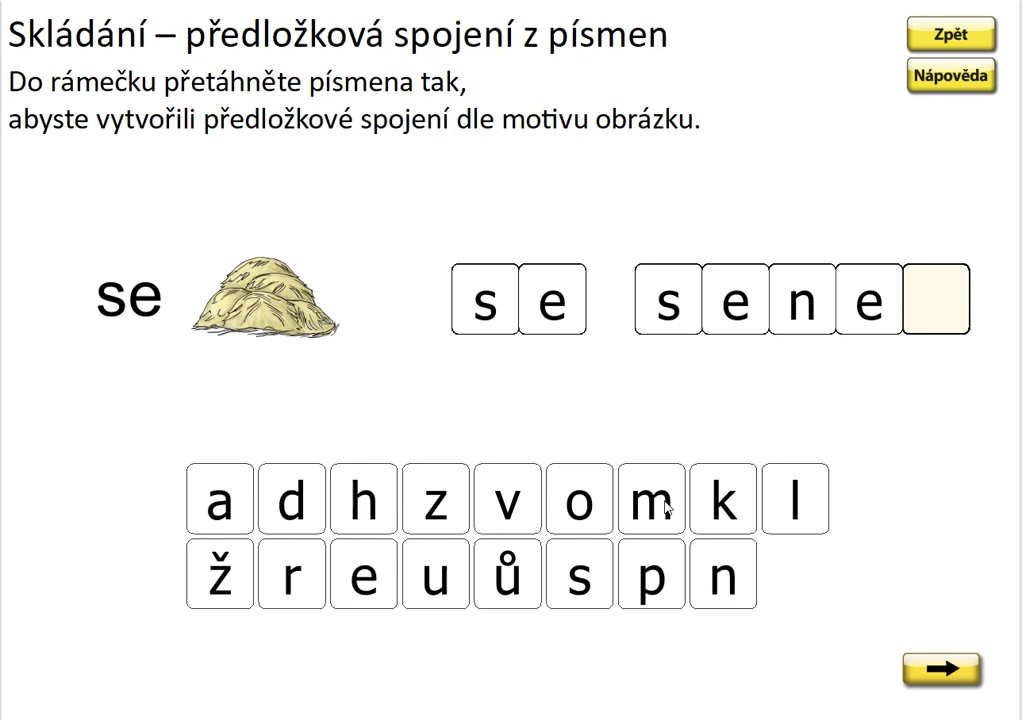 Skládání – předložková spojení z písmen
Zpět
Do rámečku přetáhněte písmena tak,
Nápověda
abyste vytvořili předložkové spojení dle motivu obrázku.
se
s e s e n e
a d h z v o m k l
ž r e u ů s p n